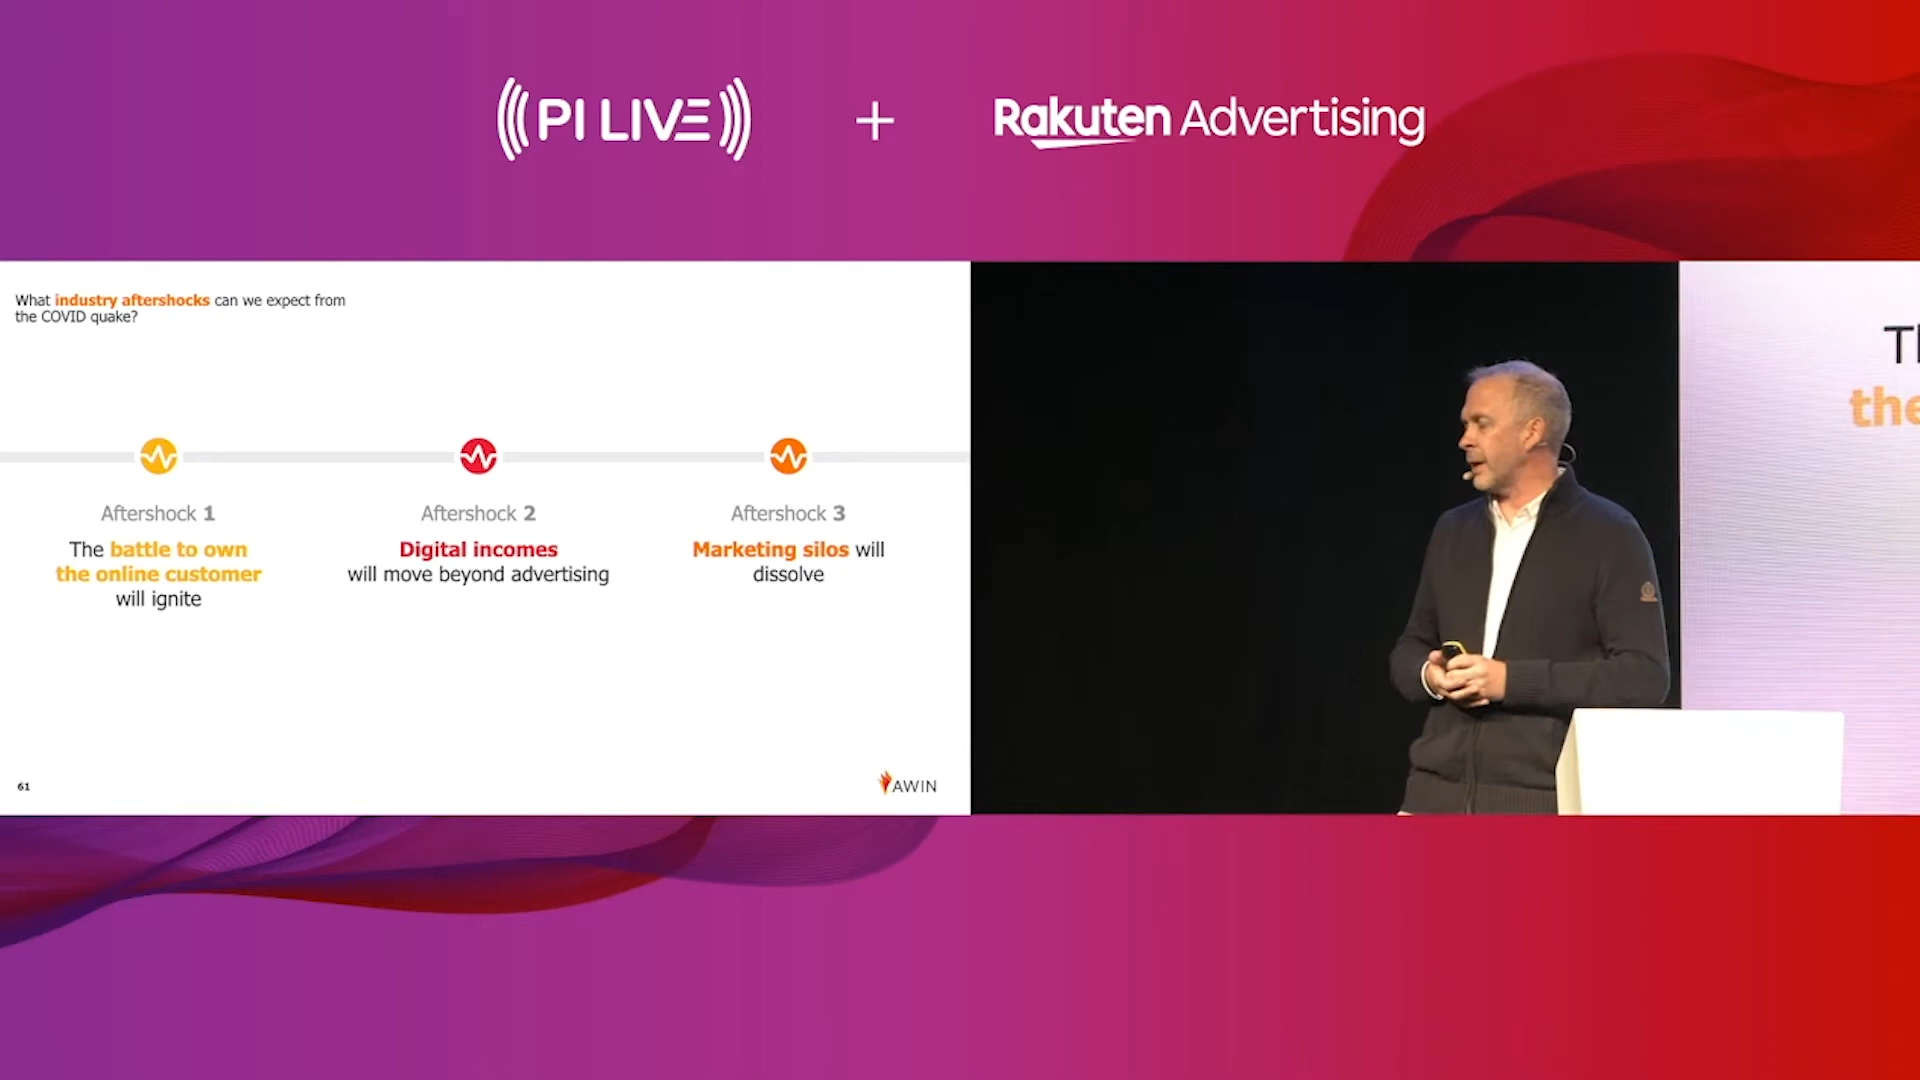 PI LIVE + Rakuten Advertising
What industry aftershocks can we expect from
the COVID quake?
Aftershock 1
The battle to own
the online customer
will ignite
Aftershock 2
Digital incomes
will move beyond advertising
Aftershock 3
Marketing silos will
dissolve
61
AWIN